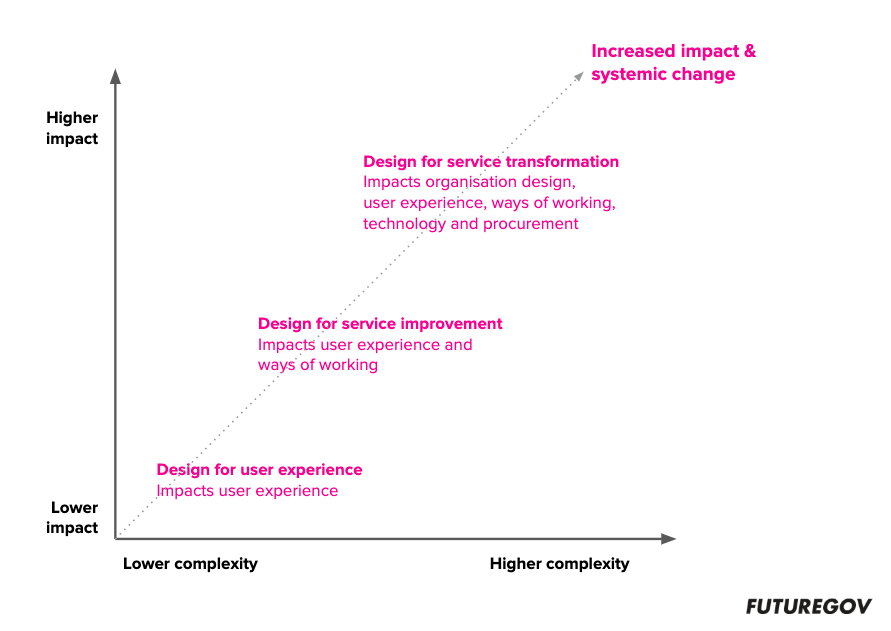 Increased impact &
systemic change
Higher
impact
Design for service transformation
Impacts organisation design,
user experience, ways of working,
technology and procurement
Design for service improvement
Impacts user experience and
ways of working
Design for user experience
Impacts user experience
Lower
impact
Lower complexity
Higher complexity
FUTUREGOV